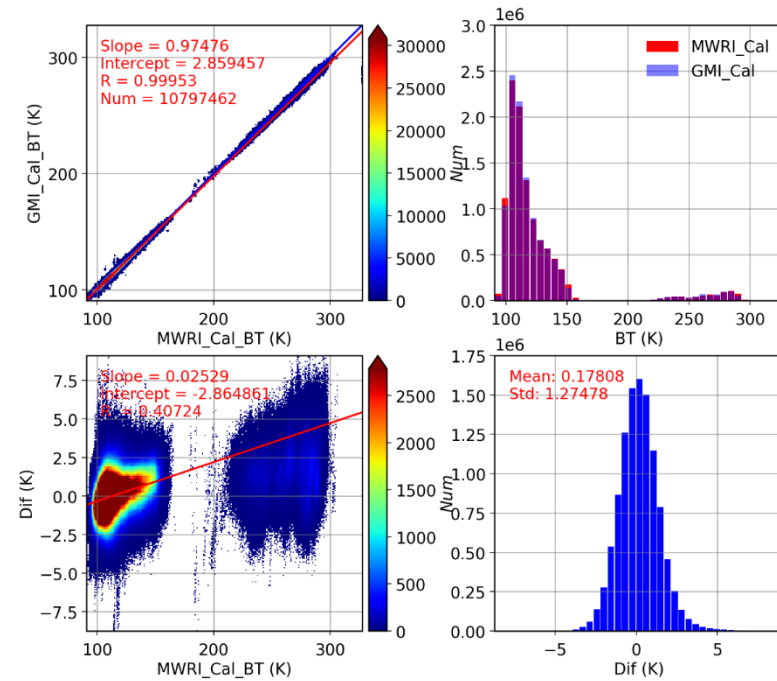 Slope = 0.97476
Intercept = 2.859457
R = 0.99953
Num = 10797462
300
200
100
GMI_Cal_BT (K)
100 200 300
MWRI_Cal_BT (K)
30000
25000
20000
15000
10000
5000
0
1e6
MWRI_Cal
GMI_Cal
3.0
2.5
2.0
1.5
1.0
0.5
0.0
Num
100 150 200 250 300
BT (K)
Slope = 0.02529
Intercept = -2.864861
R = 0.40724
7.5
5.0
2.5
0.0
-2.5
-5.0
-7.5
Dif (K)
100 200 300
MWRI_Cal_BT (K)
2500
2000
1500
1000
500
0
1e6
Mean: 0.17808
Std: 1.27478
1.75
1.50
1.25
1.00
0.75
0.50
0.25
0.00
Num
-5 0 5
Dif (K)